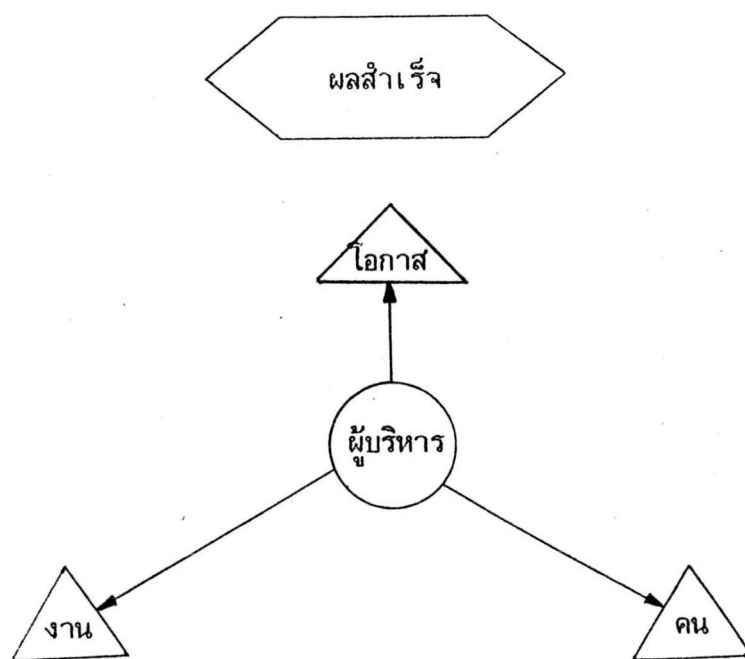 ผลสำเร็จ
โอกาส
ผู้บริหาร
งาน
คน